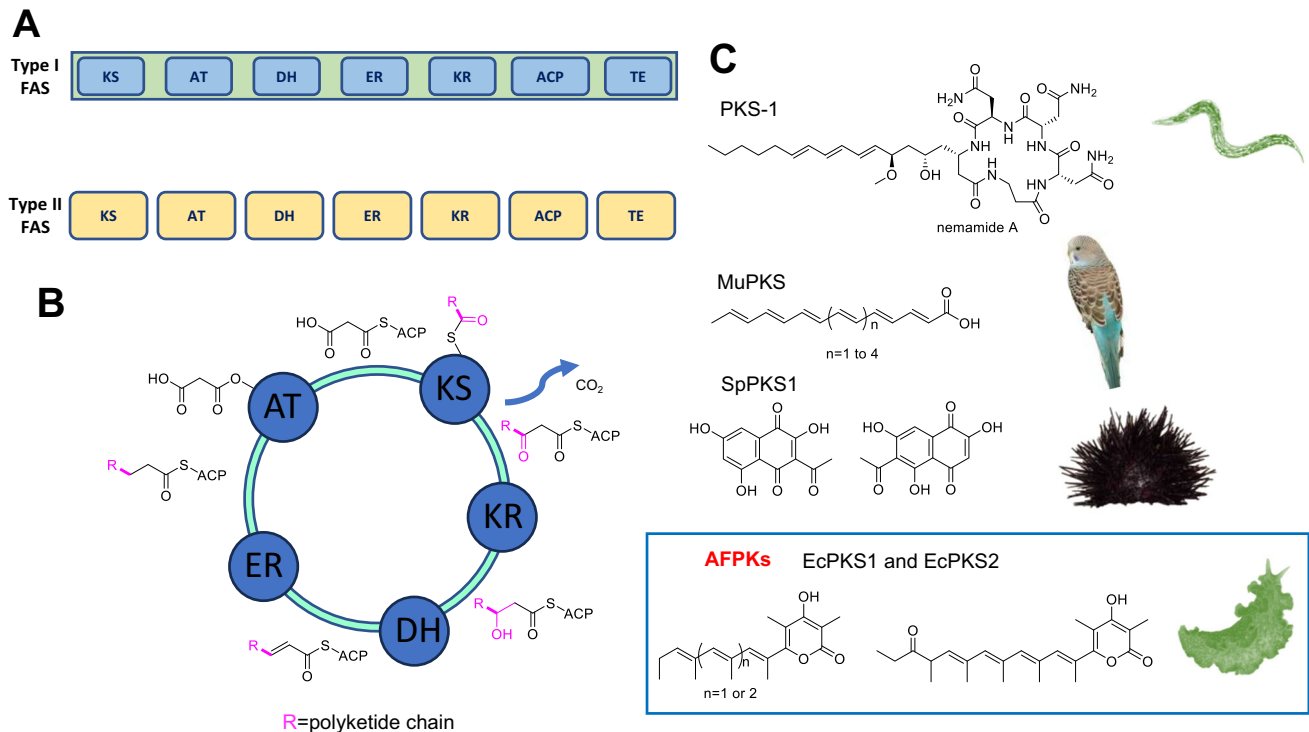 A
Type I
FAS
KS AT DH ER KR ACP TE
Type II
FAS
KS AT DH ER KR ACP TE
B
R
O
S
HO
O
O
S
ACP
KS
CO2
HO
O
O
O
AT
R
O
O
S
ACP
R
O
S
ACP
KR
ER
R
OH
O
S
ACP
DH
R
O
S
ACP
R=polyketide chain
C
PKS-1
O
H2N
O
NH2
O
O
N
H
NH
NH
O
O
NH2
O
OH
O
HN
O
HN
O
nemamide A
MuPKS
O
OH
n
n=1 to 4
SpPKS1
O
HO
OH
OH
O
O
O
HO
OH
O
OH
O
AFPKs EcPKS1 and EcPKS2
OH
O
O
n
n=1 or 2
O
OH
O
O